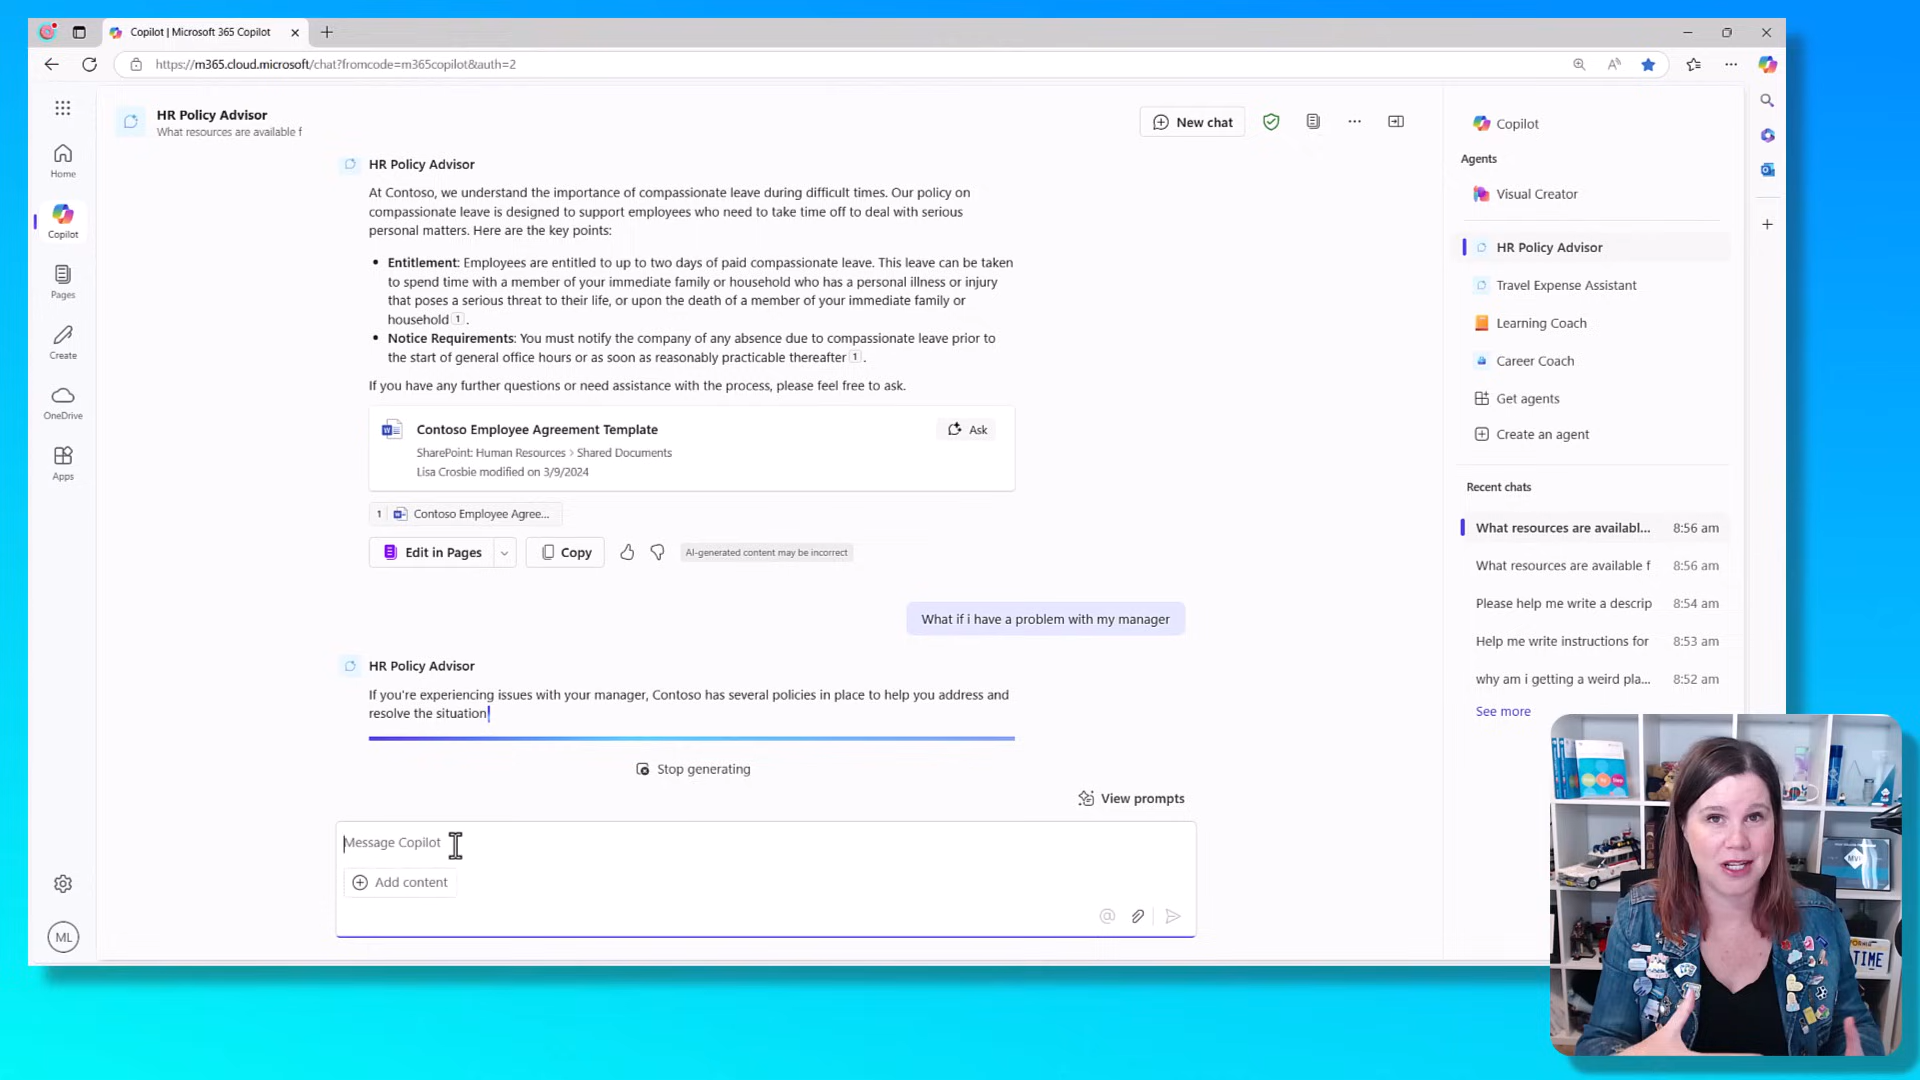 Copilot | Microsoft 365 Copilot
https://m365.cloud.microsoft/chat?fromcode=m365copilot&auth=2
Home
Copilot
Pages
Create
OneDrive
Apps
ML
HR Policy Advisor
What resources are available f
New chat
HR Policy Advisor
At Contoso, we understand the importance of compassionate leave during difficult times. Our policy on
compassionate leave is designed to support employees who need to take time off to deal with serious
personal matters. Here are the key points:
• Entitlement: Employees are entitled to up to two days of paid compassionate leave. This leave can be taken
to spend time with a member of your immediate family or household who has a personal illness or injury
that poses a serious threat to their life, or upon the death of a member of your immediate family or
household 1.
• Notice Requirements: You must notify the company of any absence due to compassionate leave prior to
the start of general office hours or as soon as reasonably practicable thereafter 1.
If you have any further questions or need assistance with the process, please feel free to ask.
Contoso Employee Agreement Template
Ask
SharePoint: Human Resources > Shared Documents
Lisa Crosbie modified on 3/9/2024
1 Contoso Employee Agree...
Edit in Pages
Copy
AI-generated content may be incorrect
What if i have a problem with my manager
HR Policy Advisor
If you're experiencing issues with your manager, Contoso has several policies in place to help you address and
resolve the situation
Stop generating
View prompts
Message Copilot
Add content
Copilot
Agents
Visual Creator
HR Policy Advisor
Travel Expense Assistant
Learning Coach
Career Coach
Get agents
Create an agent
Recent chats
What resources are availabl... 8:56 am
What resources are available f 8:56 am
Please help me write a descrip 8:54 am
Help me write instructions for 8:53 am
why am i getting a weird pla... 8:52 am
See more
MVP
TIME